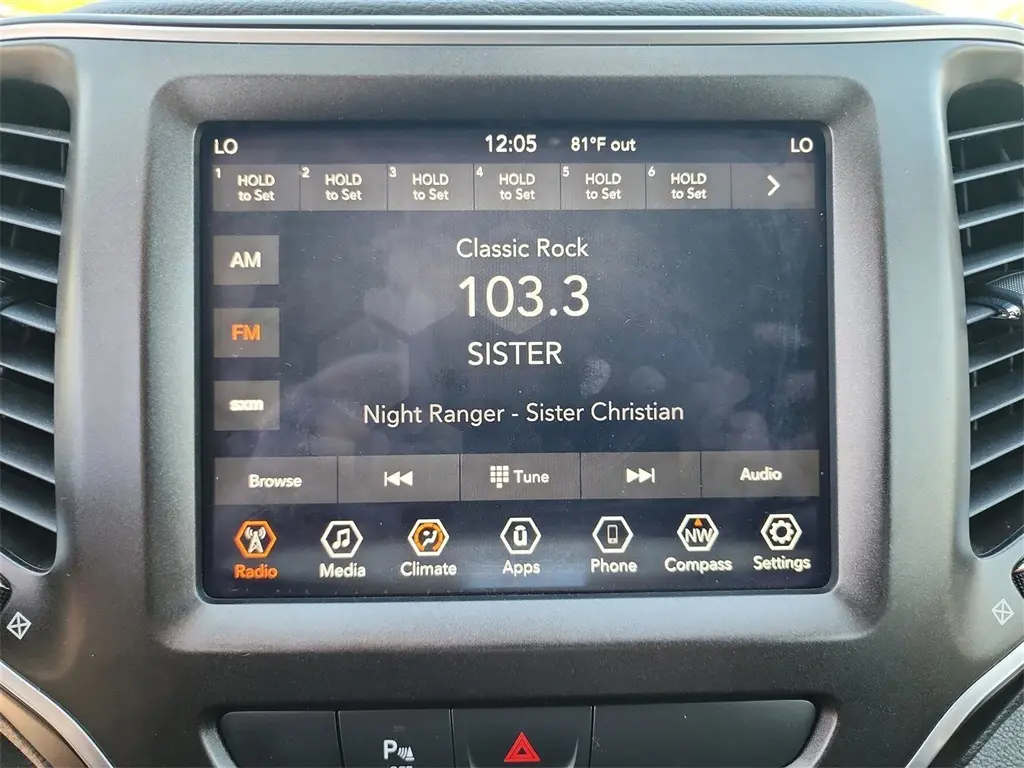 LO 12:05 81°F out LO
1 HOLD to Set 2 HOLD to Set 3 HOLD to Set 4 HOLD to Set 5 HOLD to Set 6 HOLD to Set
Classic Rock
AM
103.3
FM
SISTER
sxm
Night Ranger - Sister Christian
Browse Tune Audio
NW
Radio Media Climate Apps Phone Compass Settings
P
OFF